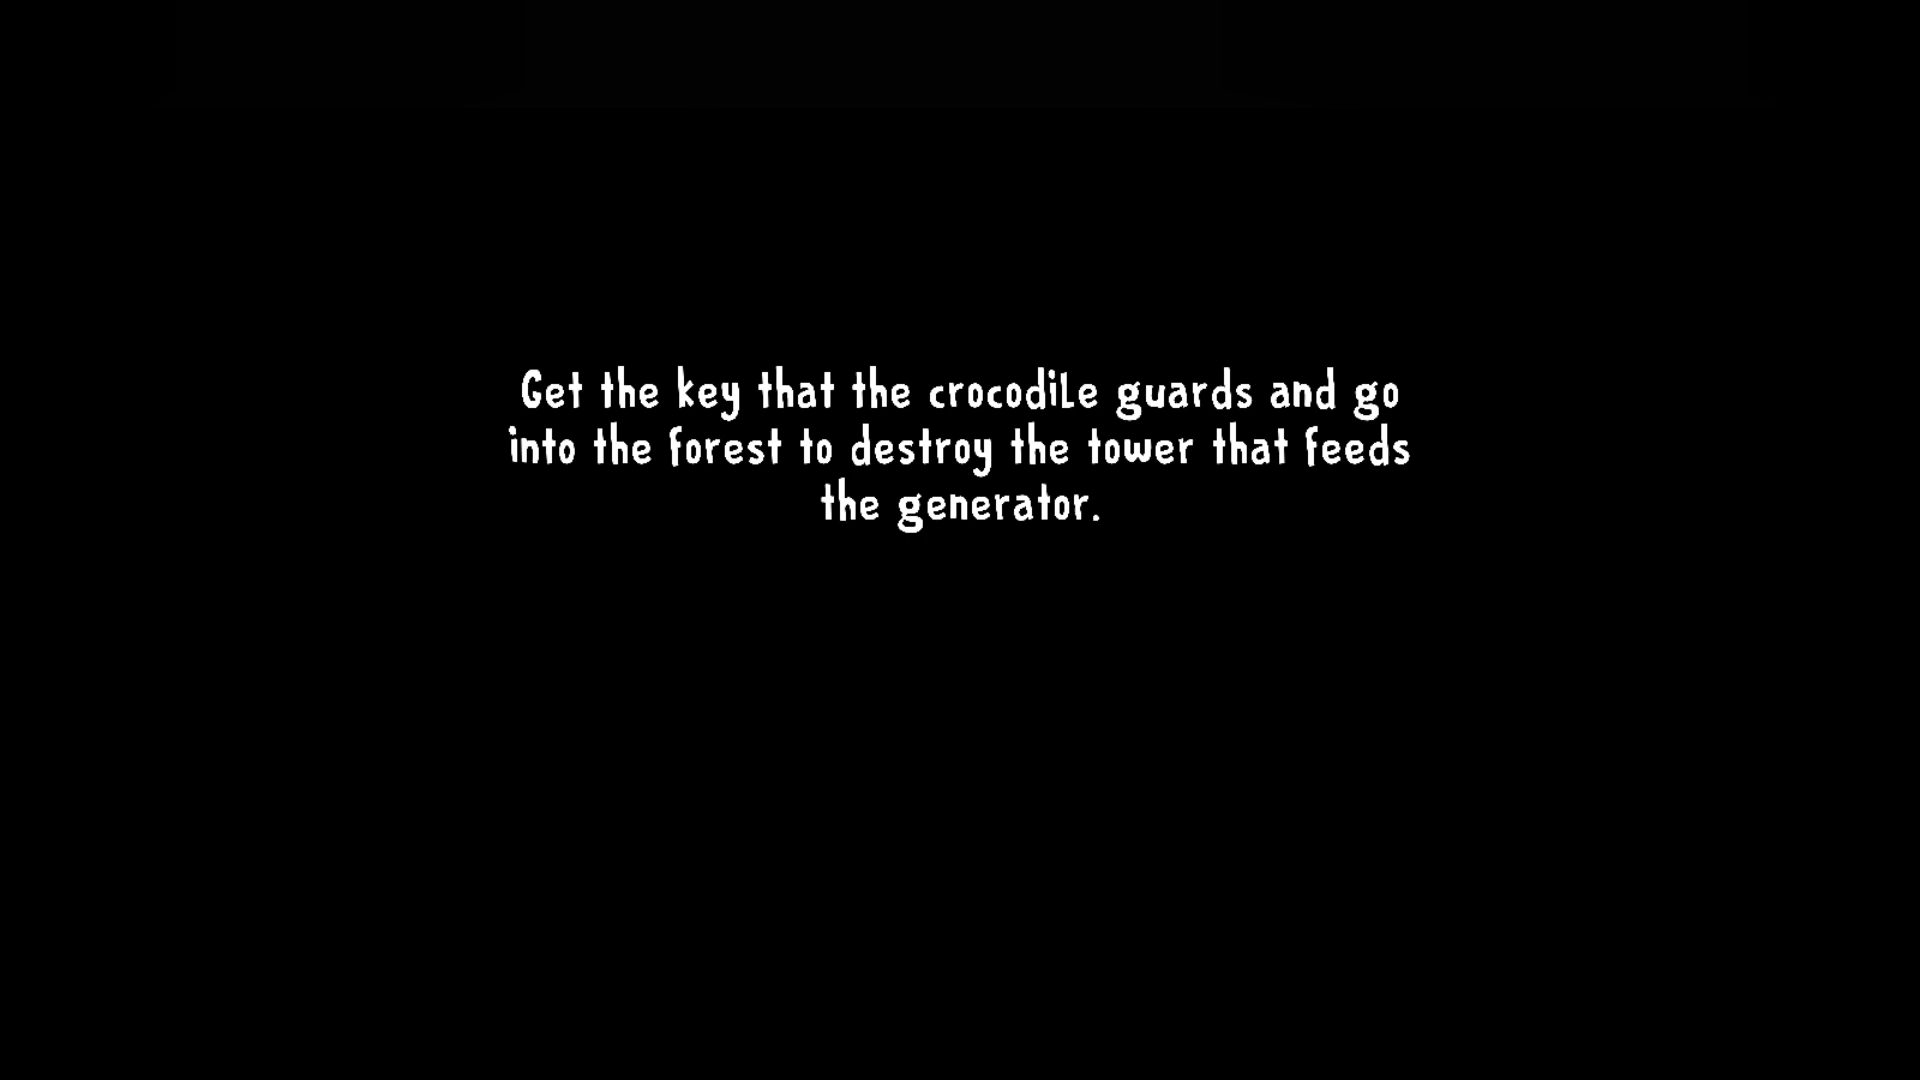 Get the key that the crocodile guards and go
into the forest to destroy the tower that feeds
the generator.